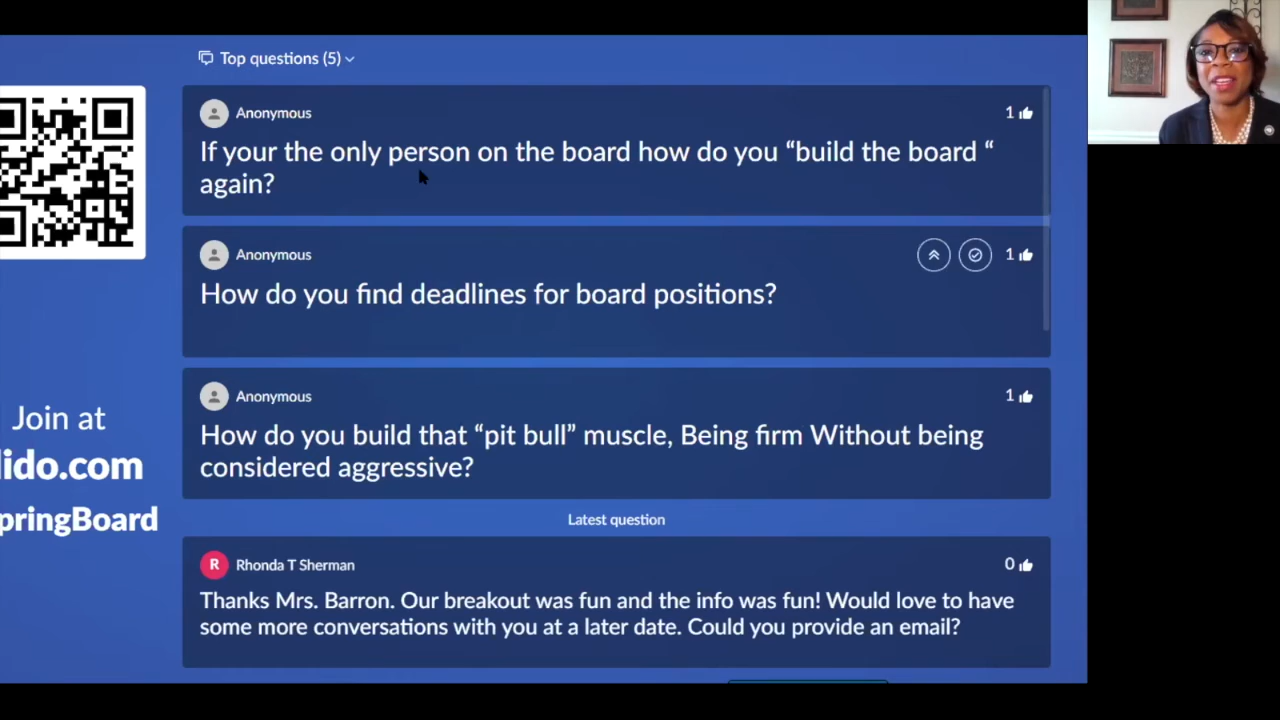 Top questions (5)
Anonymous
1
If your the only person on the board how do you “build the board “
again?
Anonymous
1
How do you find deadlines for board positions?
Anonymous
1
How do you build that “pit bull” muscle, Being firm Without being
considered aggressive?
Latest question
R
Rhonda T Sherman
0
Thanks Mrs. Barron. Our breakout was fun and the info was fun! Would love to have
some more conversations with you at a later date. Could you provide an email?
Join at
lido.com
pringBoard